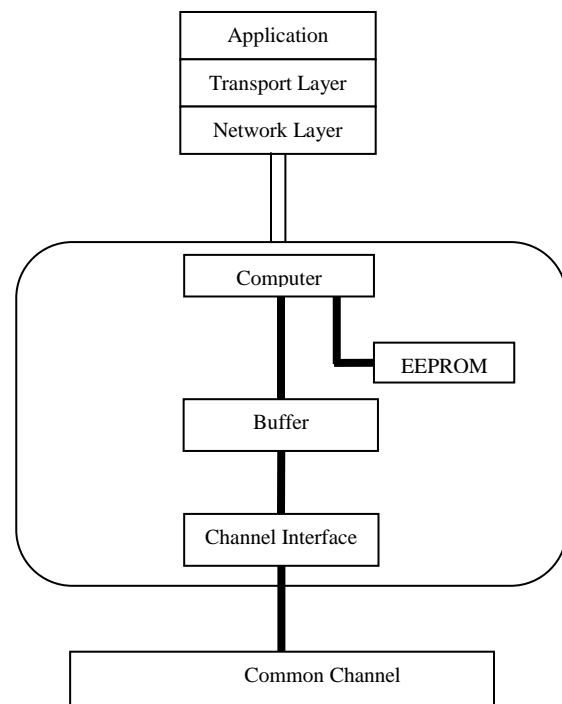 Application
Transport Layer
Network Layer
Computer
EEPROM
Buffer
Channel Interface
Common Channel